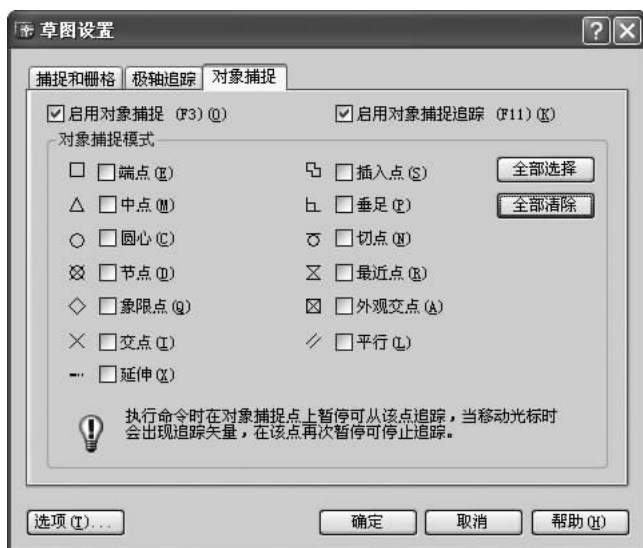 草图设置
捕捉和栅格 极轴追踪 对象捕捉
启用对象捕捉 (F3)(O) 启用对象捕捉追踪 (F11)(K)
对象捕捉模式
端点(E) 插入点(S) 全部选择
中点(M) 垂足(P) 全部清除
圆心(C) 切点(N)
节点(D) 最近点(R)
象限点(Q) 外观交点(A)
交点(I) 平行(L)
延伸(X)
执行命令时在对象捕捉点上暂停可从该点追踪，当移动光标时
会出现追踪矢量，在该点再次暂停可停止追踪。
选项(T)... 确定 取消 帮助(H)